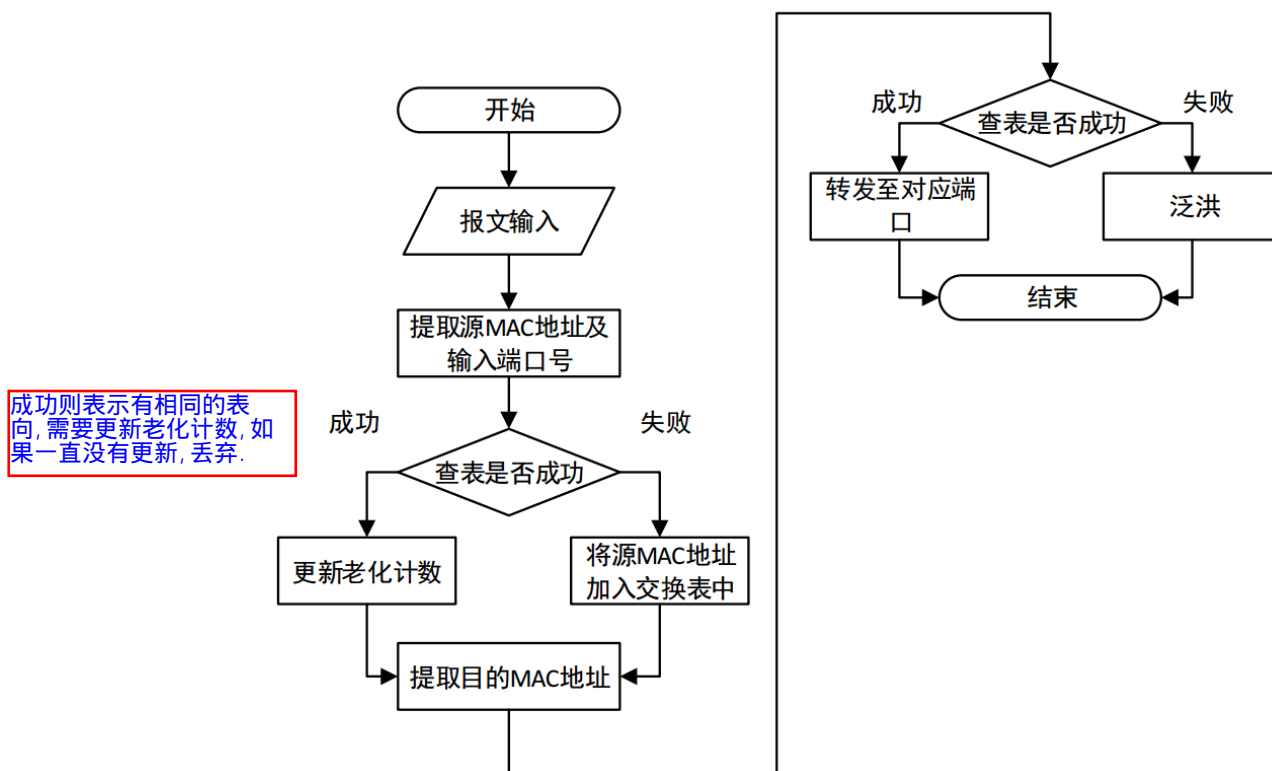 开始
报文输入
提取源MAC地址及
输入端口号
成功则表示有相同的表
向,需要更新老化计数,如
果一直没有更新,丢弃.
成功
失败
查表是否成功
更新老化计数
将源MAC地址
加入交换表中
提取目的MAC地址
成功
失败
查表是否成功
转发至对应端
口
泛洪
结束